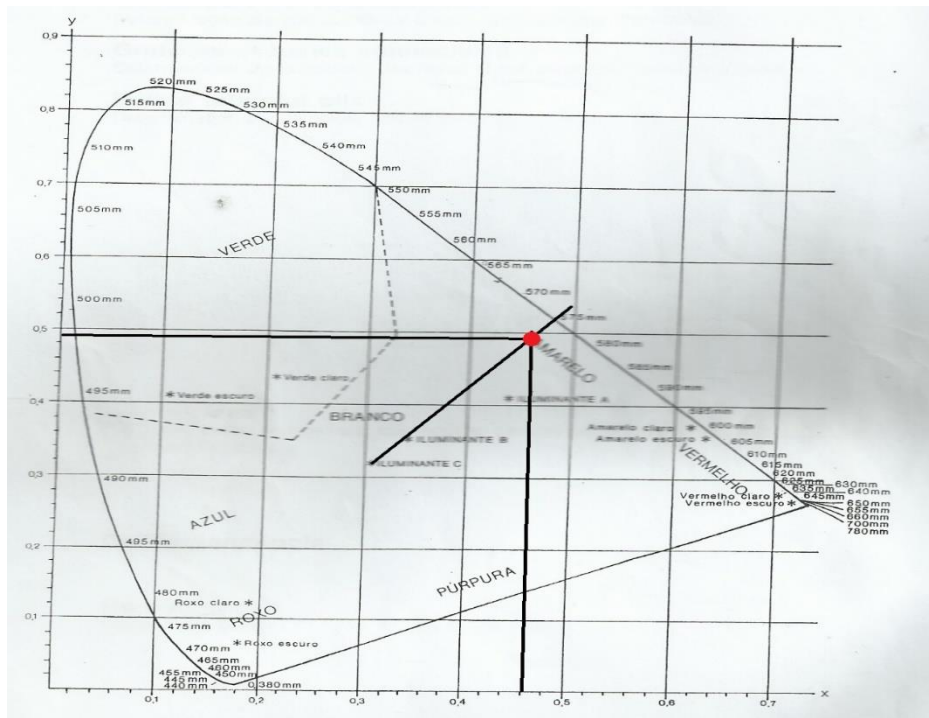 y
0,9
520mm
515mm
525mm
530mm
0,8
535mm
510mm
540mm
545mm
0,7
550mm
505mm
555mm
VERDE
560mm
0,6
565mm
570mm
500mm
575mm
0,5
580mm
AMARELO
585mm
* Verde claro
590mm
495mm
* Verde escuro
* ILUMINANTE A
0,4
595mm
BRANCO
Amarelo claro *
600mm
* ILUMINANTE B
Amarelo escuro *
605mm
610mm
* ILUMINANTE C
VERMELHO
615mm
0,3
620mm
490mm
625mm
630mm
635mm
640mm
Vermelho claro *
645mm
Vermelho escuro *
650mm
655mm
AZUL
660mm
700mm
780mm
495mm
0,2
PÚRPURA
480mm
Roxo claro *
ROXO
0,1
475mm
* Roxo escuro
470mm
465mm
460mm
455mm
450mm
445mm
440mm
0,380mm
x
0,1
0,2
0,3
0,4
0,5
0,6
0,7